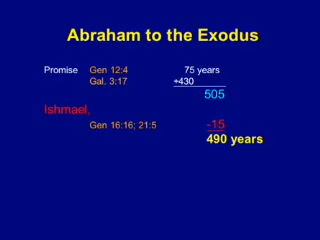 Abraham to the Exodus
Promise Gen 12:4 75 years
Gal. 3:17 +430
505
Ishmael,
Gen 16:16; 21:5 -15
490 years